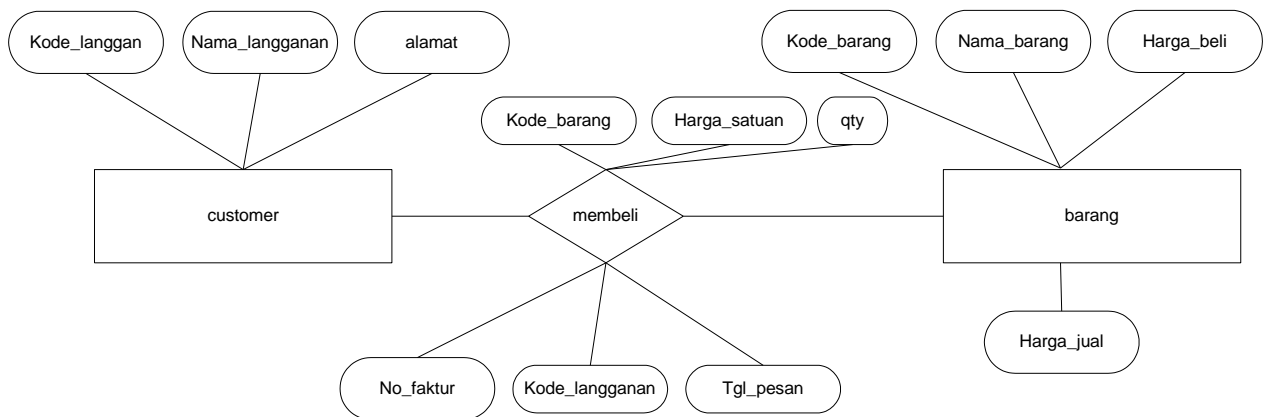 Kode_langgan
Nama_langganan
alamat
Kode_barang
Nama_barang
Harga_beli
Kode_barang
Harga_satuan
qty
customer
membeli
barang
Harga_jual
No_faktur
Kode_langganan
Tgl_pesan